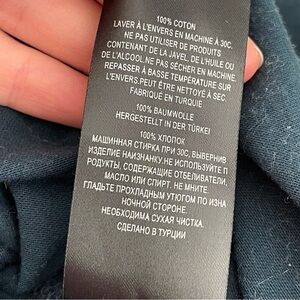 100% COTON
LAVER À L'ENVERS EN MACHINE À 30C.
NE PAS UTILISER DE PRODUITS
CONTENANT DE LA JAVEL, DE L'HUILE OU
DE L'ALCOOL.NE PAS SÉCHER EN MACHINE.
REPASSER À BASSE TEMPÉRATURE SUR
L'ENVERS.PEUT ÊTRE NETTOYÉ À SEC.
FABRIQUÉ EN TURQUIE
100% BAUMWOLLE
HERGESTELLT IN DER TÜRKEI
100% ХЛОПОК
МАШИННАЯ СТИРКА ПРИ 30C, ВЫВЕРНИВ
ИЗДЕЛИЕ НАИЗНАНКУ.НЕ ИСПОЛЬЗУЙТЕ П
РОДУКТЫ, СОДЕРЖАЩИЕ ОТБЕЛИВАТЕЛИ,
МАСЛО ИЛИ СПИРТ. НЕ МНИТЕ.
ГЛАДЬТЕ ПРОХЛАДНЫМ УТЮГОМ ПО ИЗНА
НОЧНОЙ СТОРОНЕ.
НЕОБХОДИМА СУХАЯ ЧИСТКА.
СДЕЛАНО В ТУРЦИИ